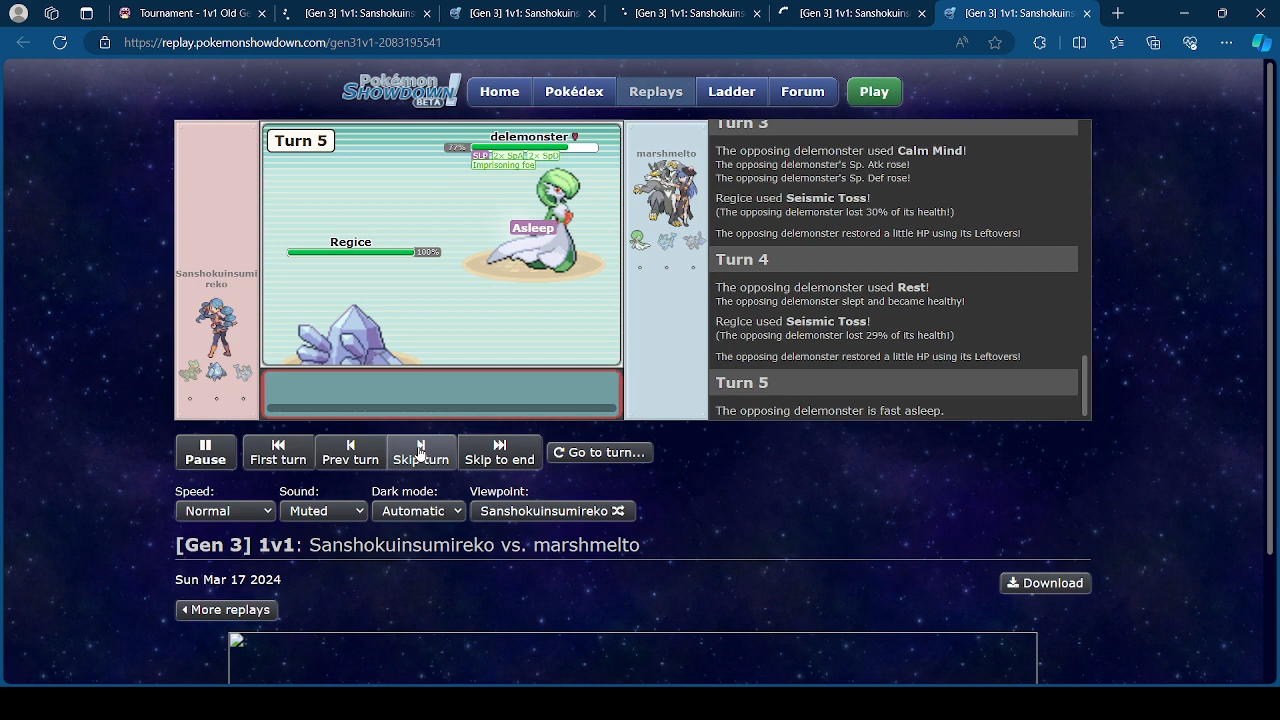 Tournament - 1v1 Old Ge
[Gen 3] 1v1: Sanshokuins
[Gen 3] 1v1: Sanshokuins
[Gen 3] 1v1: Sanshokuins
[Gen 3] 1v1: Sanshokuins
[Gen 3] 1v1: Sanshokuins
https://replay.pokemonshowdown.com/gen31v1-2083195541
Pokémon
SHOWDOWN!
BETA
Home
Pokédex
Replays
Ladder
Forum
Play
Turn 5
delemonster
77%
SLP 2× SpA 2× SpD
Imprisoning foe
Asleep
Regice
100%
Sanshokuinsumi
reko
marshmelto
Turn 3
The opposing delemonster used Calm Mind!
The opposing delemonster's Sp. Atk rose!
The opposing delemonster's Sp. Def rose!
Regice used Seismic Toss!
(The opposing delemonster lost 30% of its health!)
The opposing delemonster restored a little HP using its Leftovers!
Turn 4
The opposing delemonster used Rest!
The opposing delemonster slept and became healthy!
Regice used Seismic Toss!
(The opposing delemonster lost 29% of its health!)
The opposing delemonster restored a little HP using its Leftovers!
Turn 5
The opposing delemonster is fast asleep.
Pause
First turn
Prev turn
Skip turn
Skip to end
Go to turn...
Speed:
Sound:
Dark mode:
Viewpoint:
Normal
Muted
Automatic
Sanshokuinsumireko
[Gen 3] 1v1: Sanshokuinsumireko vs. marshmelto
Sun Mar 17 2024
Download
More replays